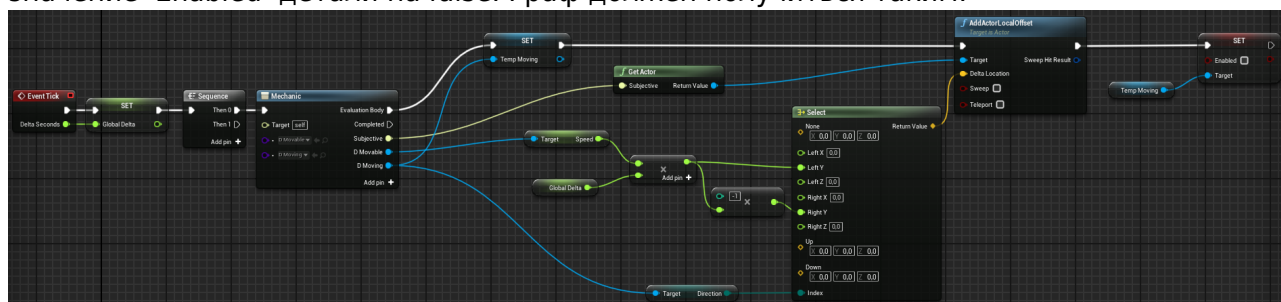 значение "Enabled" детали на false. Граф должен получиться таким:
SET
Temp Moving
AddActorLocalOffset
Target is Actor
Target
Sweep Hit Result
Delta Location
Sweep
Teleport
SET
Enabled
Target
Temp Moving
Get Actor
Subjective
Return Value
Event Tick
Delta Seconds
SET
Global Delta
Sequence
Then 0
Then 1
Add pin +
Mechanic
Evaluation Body
Target self
Completed
D Movable
Subjective
D Moving
D Movable
D Moving
Add pin +
Target
Speed
Global Delta
×
Add pin +
-1
×
Select
None
Return Value
X 0,0 Y 0,0 Z 0,0
Left X 0,0
Left Y
Left Z 0,0
Right X 0,0
Right Y
Right Z 0,0
Up
X 0,0 Y 0,0 Z 0,0
Down
X 0,0 Y 0,0 Z 0,0
Index
Target
Direction